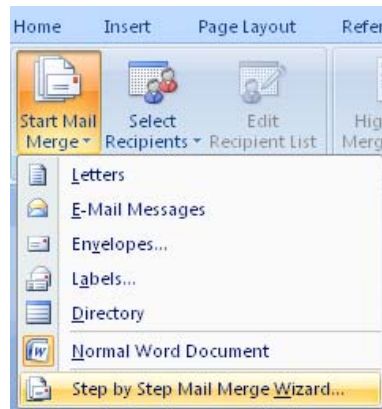 Home Insert Page Layout Refer
Start Mail Select Edit Hig
Merge Recipients Recipient List Merg
Letters
E-Mail Messages
Envelopes...
Labels...
Directory
Normal Word Document
Step by Step Mail Merge Wizard...